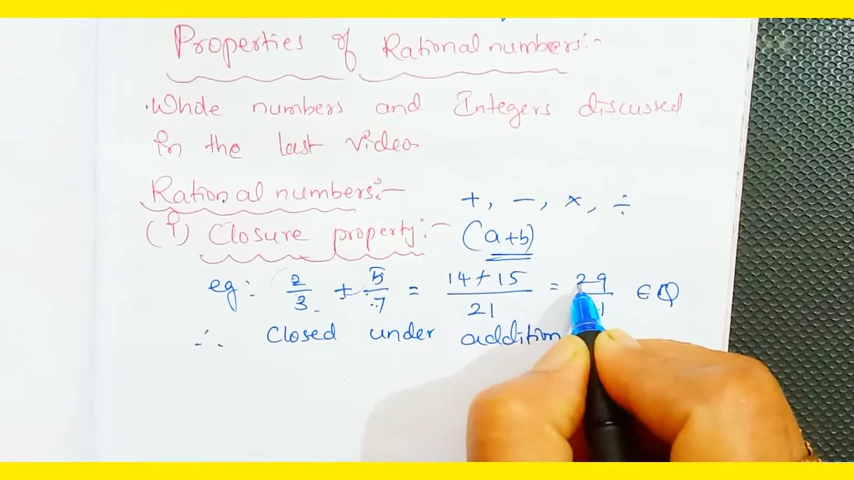 Properties of Rational numbers:-
. Whole numbers and Integers discussed
in the last video.
Rational numbers:-
+, -, ×, ÷
(i) Closure property:- (a+b)
eg: 2/3 + 5/7 = 14+15/21 = 29/ ∈ Q
∴ Closed under addition